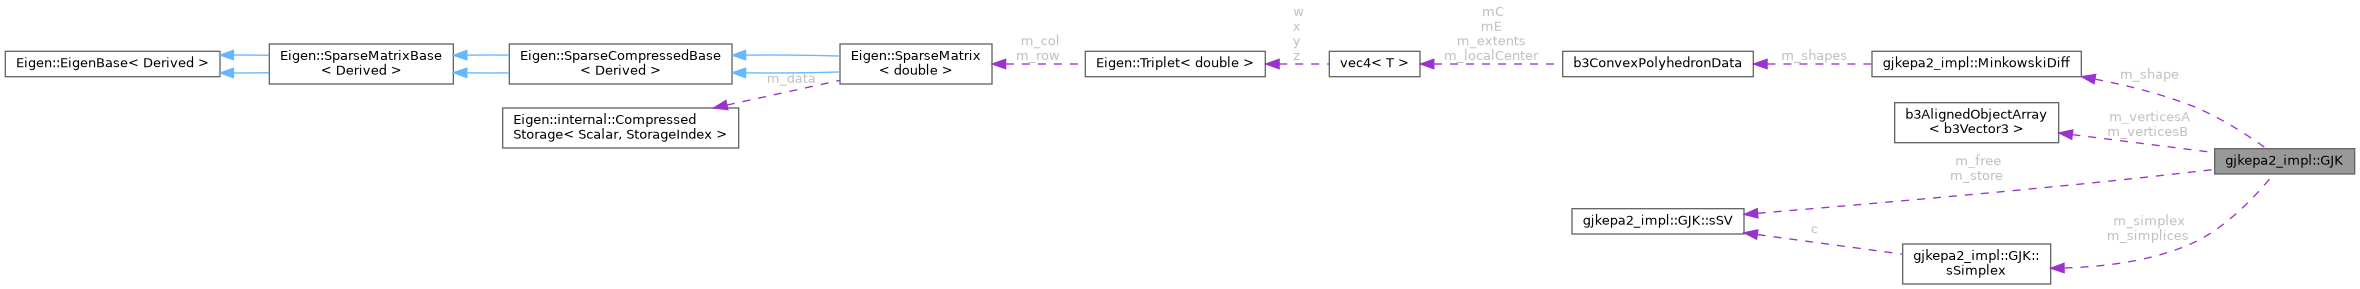 Eigen::EigenBase< Derived >
Eigen::SparseMatrixBase
< Derived >
Eigen::SparseCompressedBase
< Derived >
Eigen::SparseMatrix
< double >
m_data
Eigen::internal::Compressed
Storage< Scalar, StorageIndex >
m_col
m_row
Eigen::Triplet< double >
w
x
y
z
vec4< T >
mC
mE
m_extents
m_localCenter
b3ConvexPolyhedronData
m_shapes
gjkepa2_impl::MinkowskiDiff
m_shape
b3AlignedObjectArray
< b3Vector3 >
m_verticesA
m_verticesB
gjkepa2_impl::GJK
m_free
m_store
gjkepa2_impl::GJK::sSV
c
gjkepa2_impl::GJK::
sSimplex
m_simplex
m_simplices